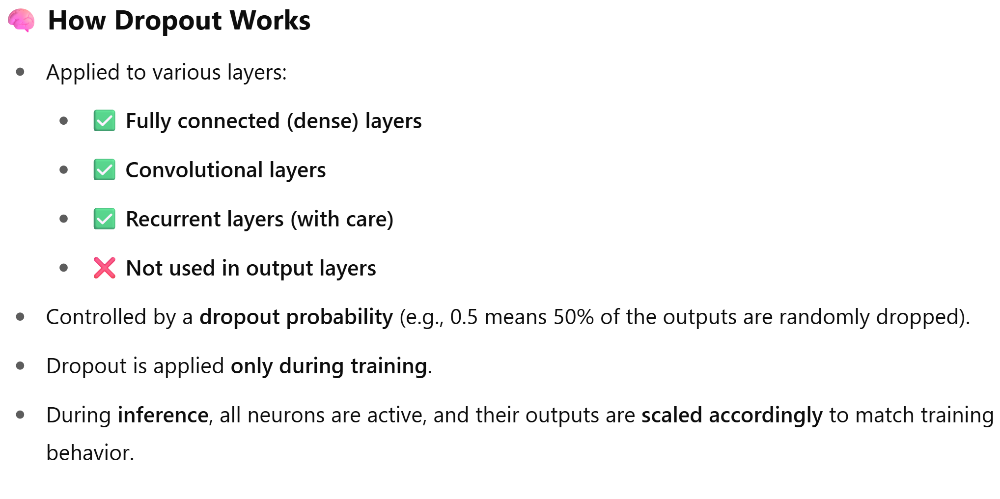 🧠 How Dropout Works
• Applied to various layers:
• ✅ Fully connected (dense) layers
• ✅ Convolutional layers
• ✅ Recurrent layers (with care)
• ❌ Not used in output layers
• Controlled by a dropout probability (e.g., 0.5 means 50% of the outputs are randomly dropped).
• Dropout is applied only during training.
• During inference, all neurons are active, and their outputs are scaled accordingly to match training
behavior.